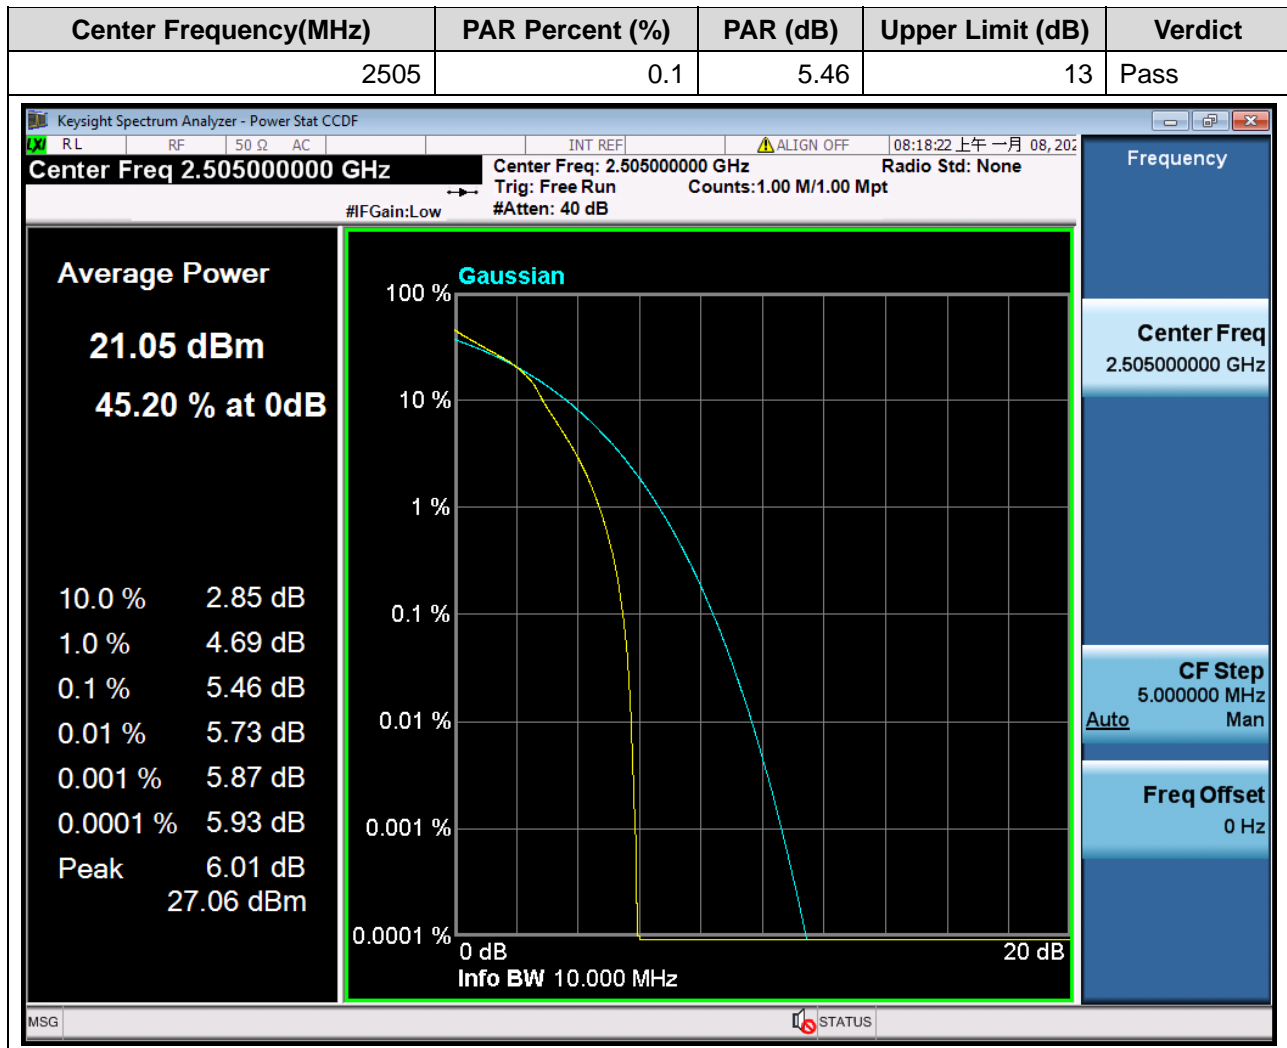 Center Frequency(MHz) PAR Percent (%) PAR (dB) Upper Limit (dB) Verdict
2505 0.1 5.46 13 Pass
Keysight Spectrum Analyzer - Power Stat CCDF
LXI RL RF 50 Ω AC INT REF ALIGN OFF 08:18:22 上午 一月 08, 202
Center Freq 2.505000000 GHz
Center Freq: 2.505000000 GHz Radio Std: None
Trig: Free Run Counts:1.00 M/1.00 Mpt
#IFGain:Low #Atten: 40 dB
Frequency
Average Power
21.05 dBm
45.20 % at 0dB
10.0 % 2.85 dB
1.0 % 4.69 dB
0.1 % 5.46 dB
0.01 % 5.73 dB
0.001 % 5.87 dB
0.0001 % 5.93 dB
Peak 6.01 dB
27.06 dBm
Gaussian
100 %
10 %
1 %
0.1 %
0.01 %
0.001 %
0.0001 %
0 dB 20 dB
Info BW 10.000 MHz
Center Freq
2.505000000 GHz
CF Step
5.000000 MHz
Auto Man
Freq Offset
0 Hz
MSG STATUS